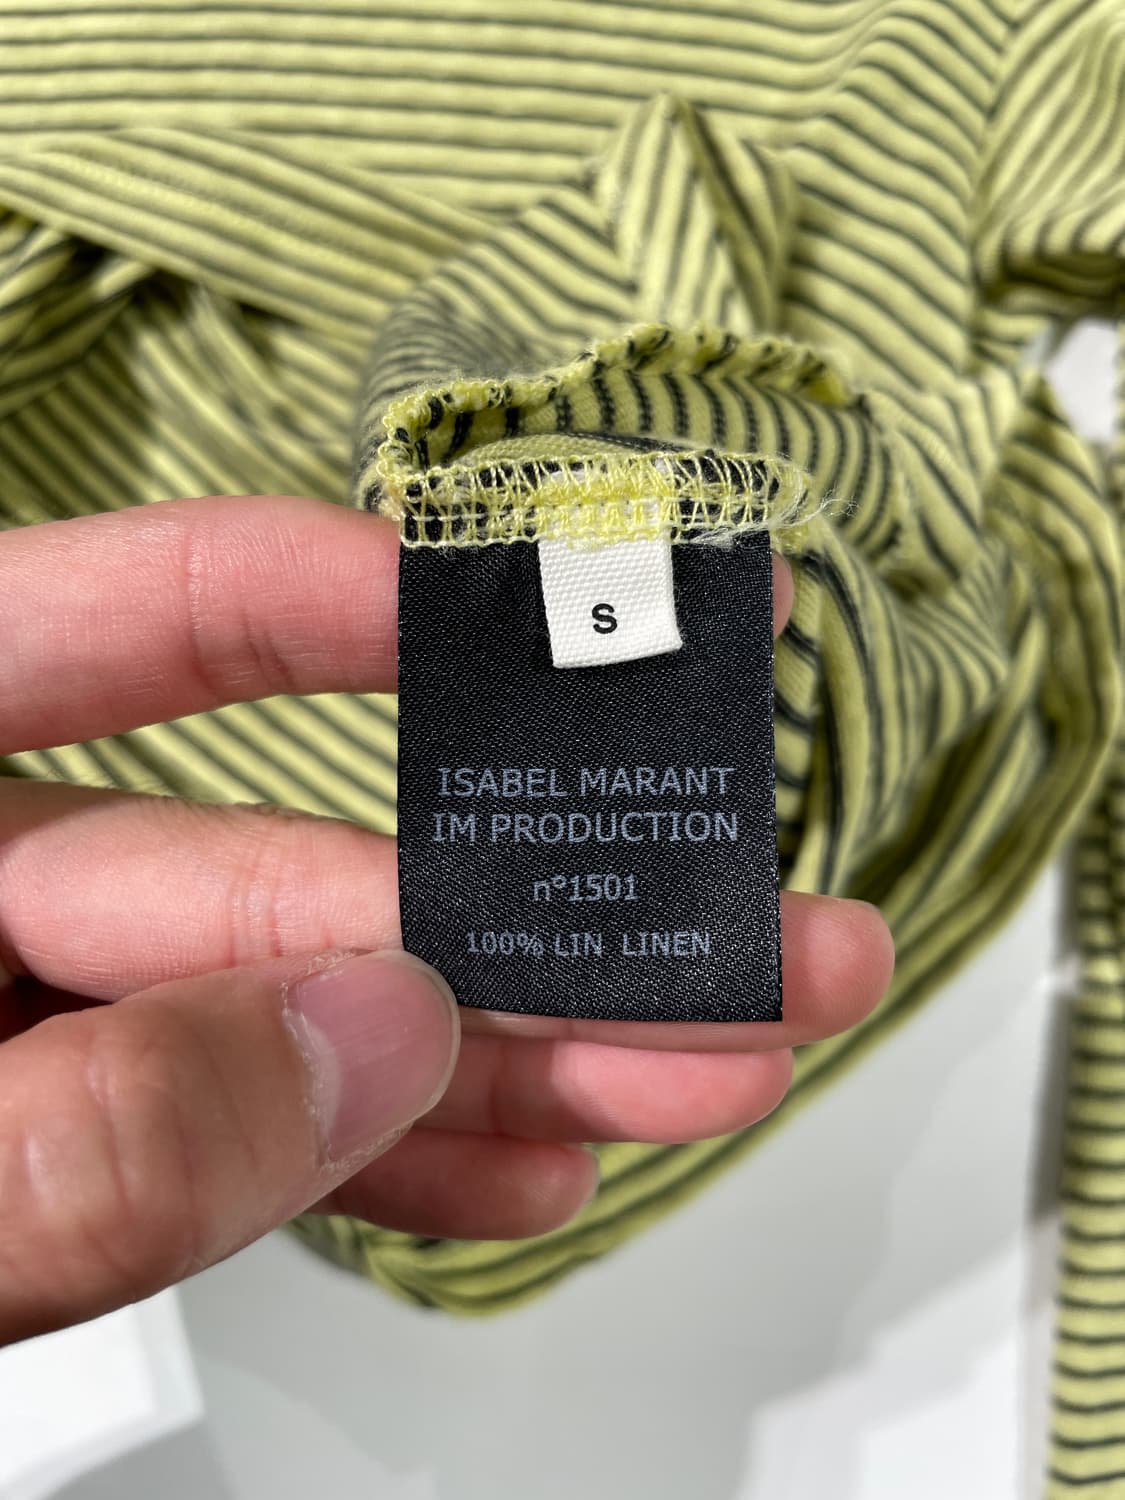 S
ISABEL MARANT
IM PRODUCTION
n°1501
100% LIN LINEN